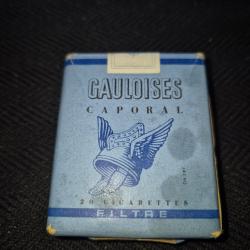 GAULOISES
CAPORAL
20 CIGARETTES
FILTRE